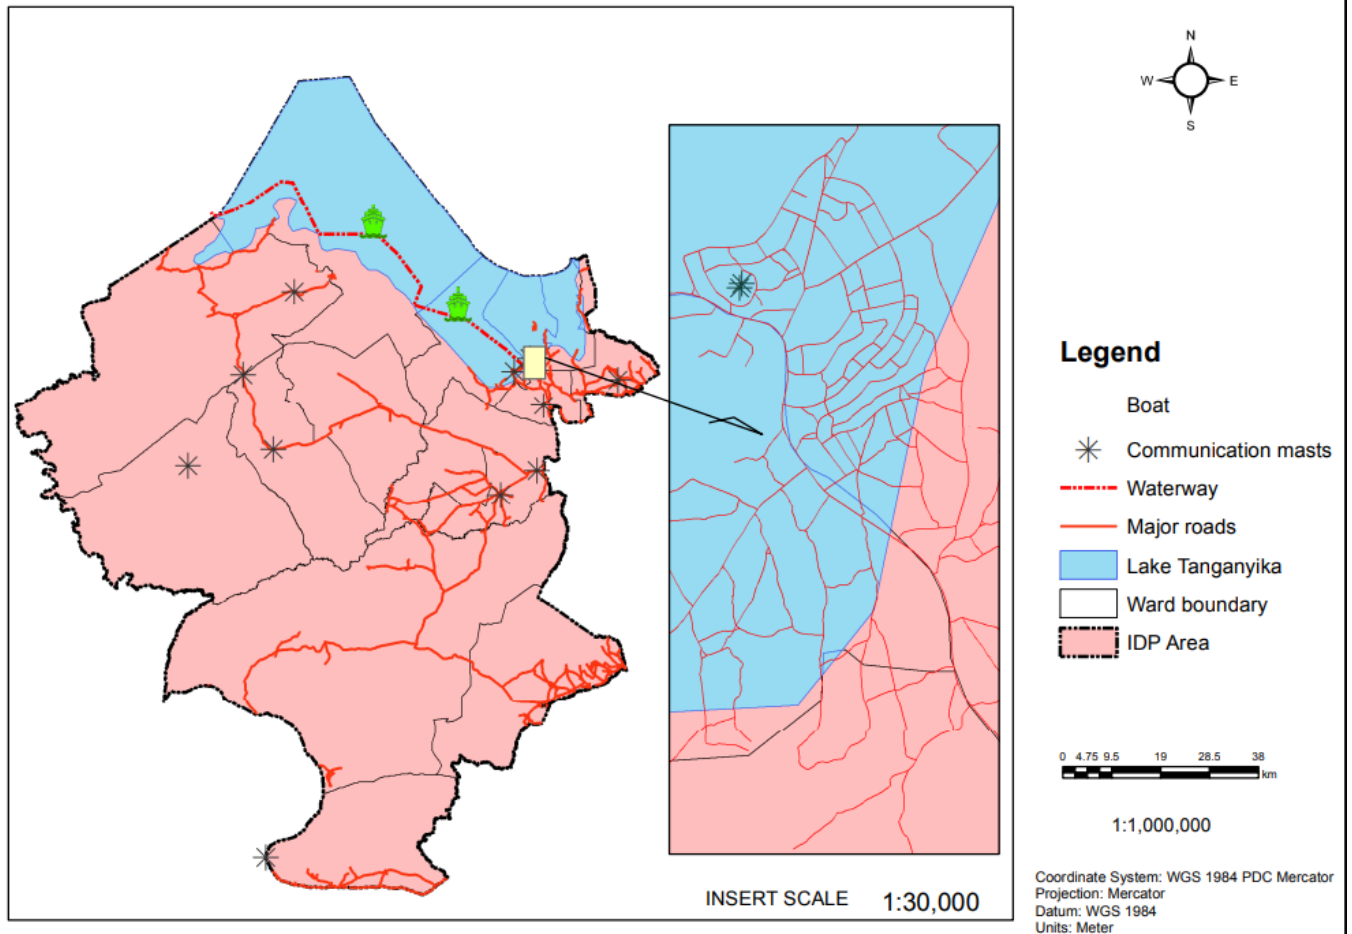 N
W E
S
Legend
Boat
Communication masts
Waterway
Major roads
Lake Tanganyika
Ward boundary
IDP Area
0 4.75 9.5 19 28.5 38
km
1:1,000,000
INSERT SCALE 1:30,000
Coordinate System: WGS 1984 PDC Mercator
Projection: Mercator
Datum: WGS 1984
Units: Meter